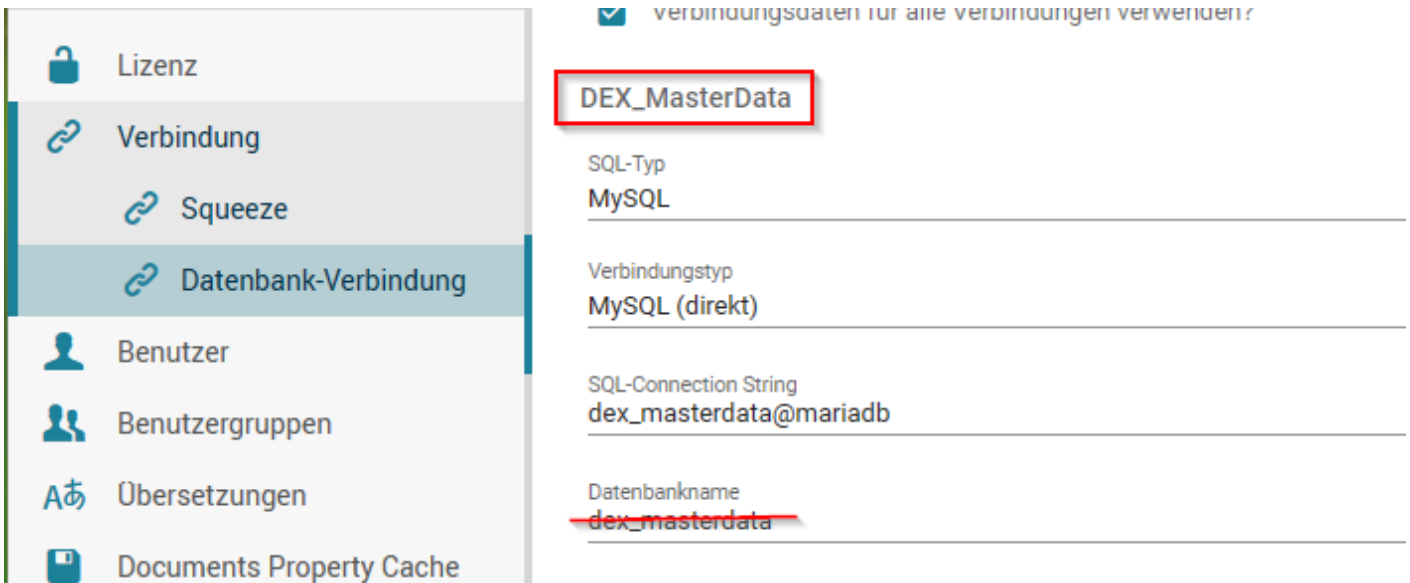 Verbindungsdaten für alle Verbindungen verwenden?
Lizenz
Verbindung
Squeeze
Datenbank-Verbindung
Benutzer
Benutzergruppen
Übersetzungen
Documents Property Cache
DEX_MasterData
SQL-Typ
MySQL
Verbindungstyp
MySQL (direkt)
SQL-Connection String
dex_masterdata@mariadb
Datenbankname
dex_masterdata